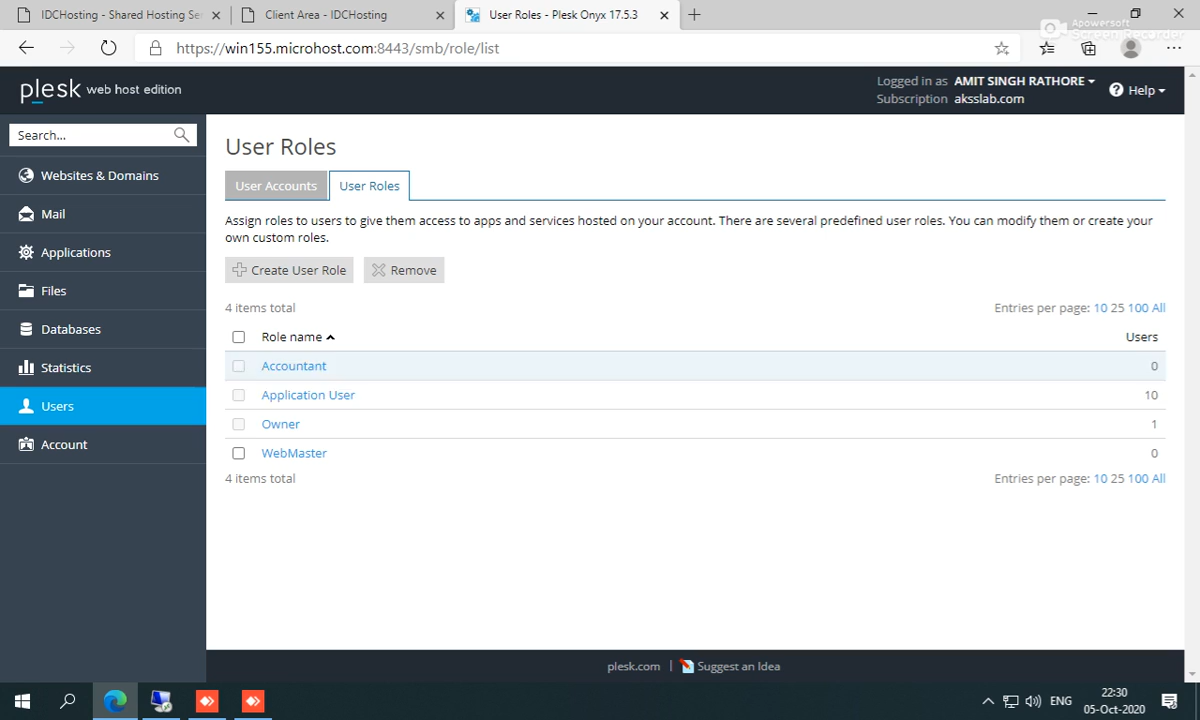 IDCHosting - Shared Hosting Se
Client Area - IDCHosting
User Roles - Plesk Onyx 17.5.3
Apowersoft
Screen Recorder
https://win155.microhost.com:8443/smb/role/list
plesk web host edition
Logged in as AMIT SINGH RATHORE
Subscription aksslab.com
Help
Search...
Websites & Domains
Mail
Applications
Files
Databases
Statistics
Users
Account
User Roles
User Accounts
User Roles
Assign roles to users to give them access to apps and services hosted on your account. There are several predefined user roles. You can modify them or create your
own custom roles.
Create User Role
Remove
4 items total
Entries per page: 10 25 100 All
Role name
Users
Accountant 0
Application User 10
Owner 1
WebMaster 0
4 items total
Entries per page: 10 25 100 All
plesk.com | Suggest an Idea
ENG
22:30
05-Oct-2020